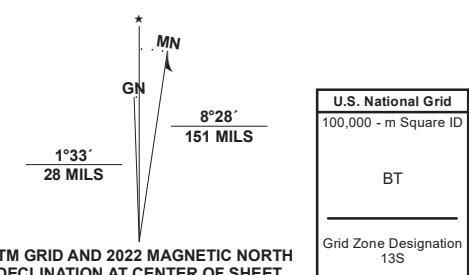 ★
MN
GN
8°28´
151 MILS
1°33´
28 MILS
TM GRID AND 2022 MAGNETIC NORTH
DECLINATION AT CENTER OF SHEET
U.S. National Grid
100,000 - m Square ID
BT
Grid Zone Designation
13S